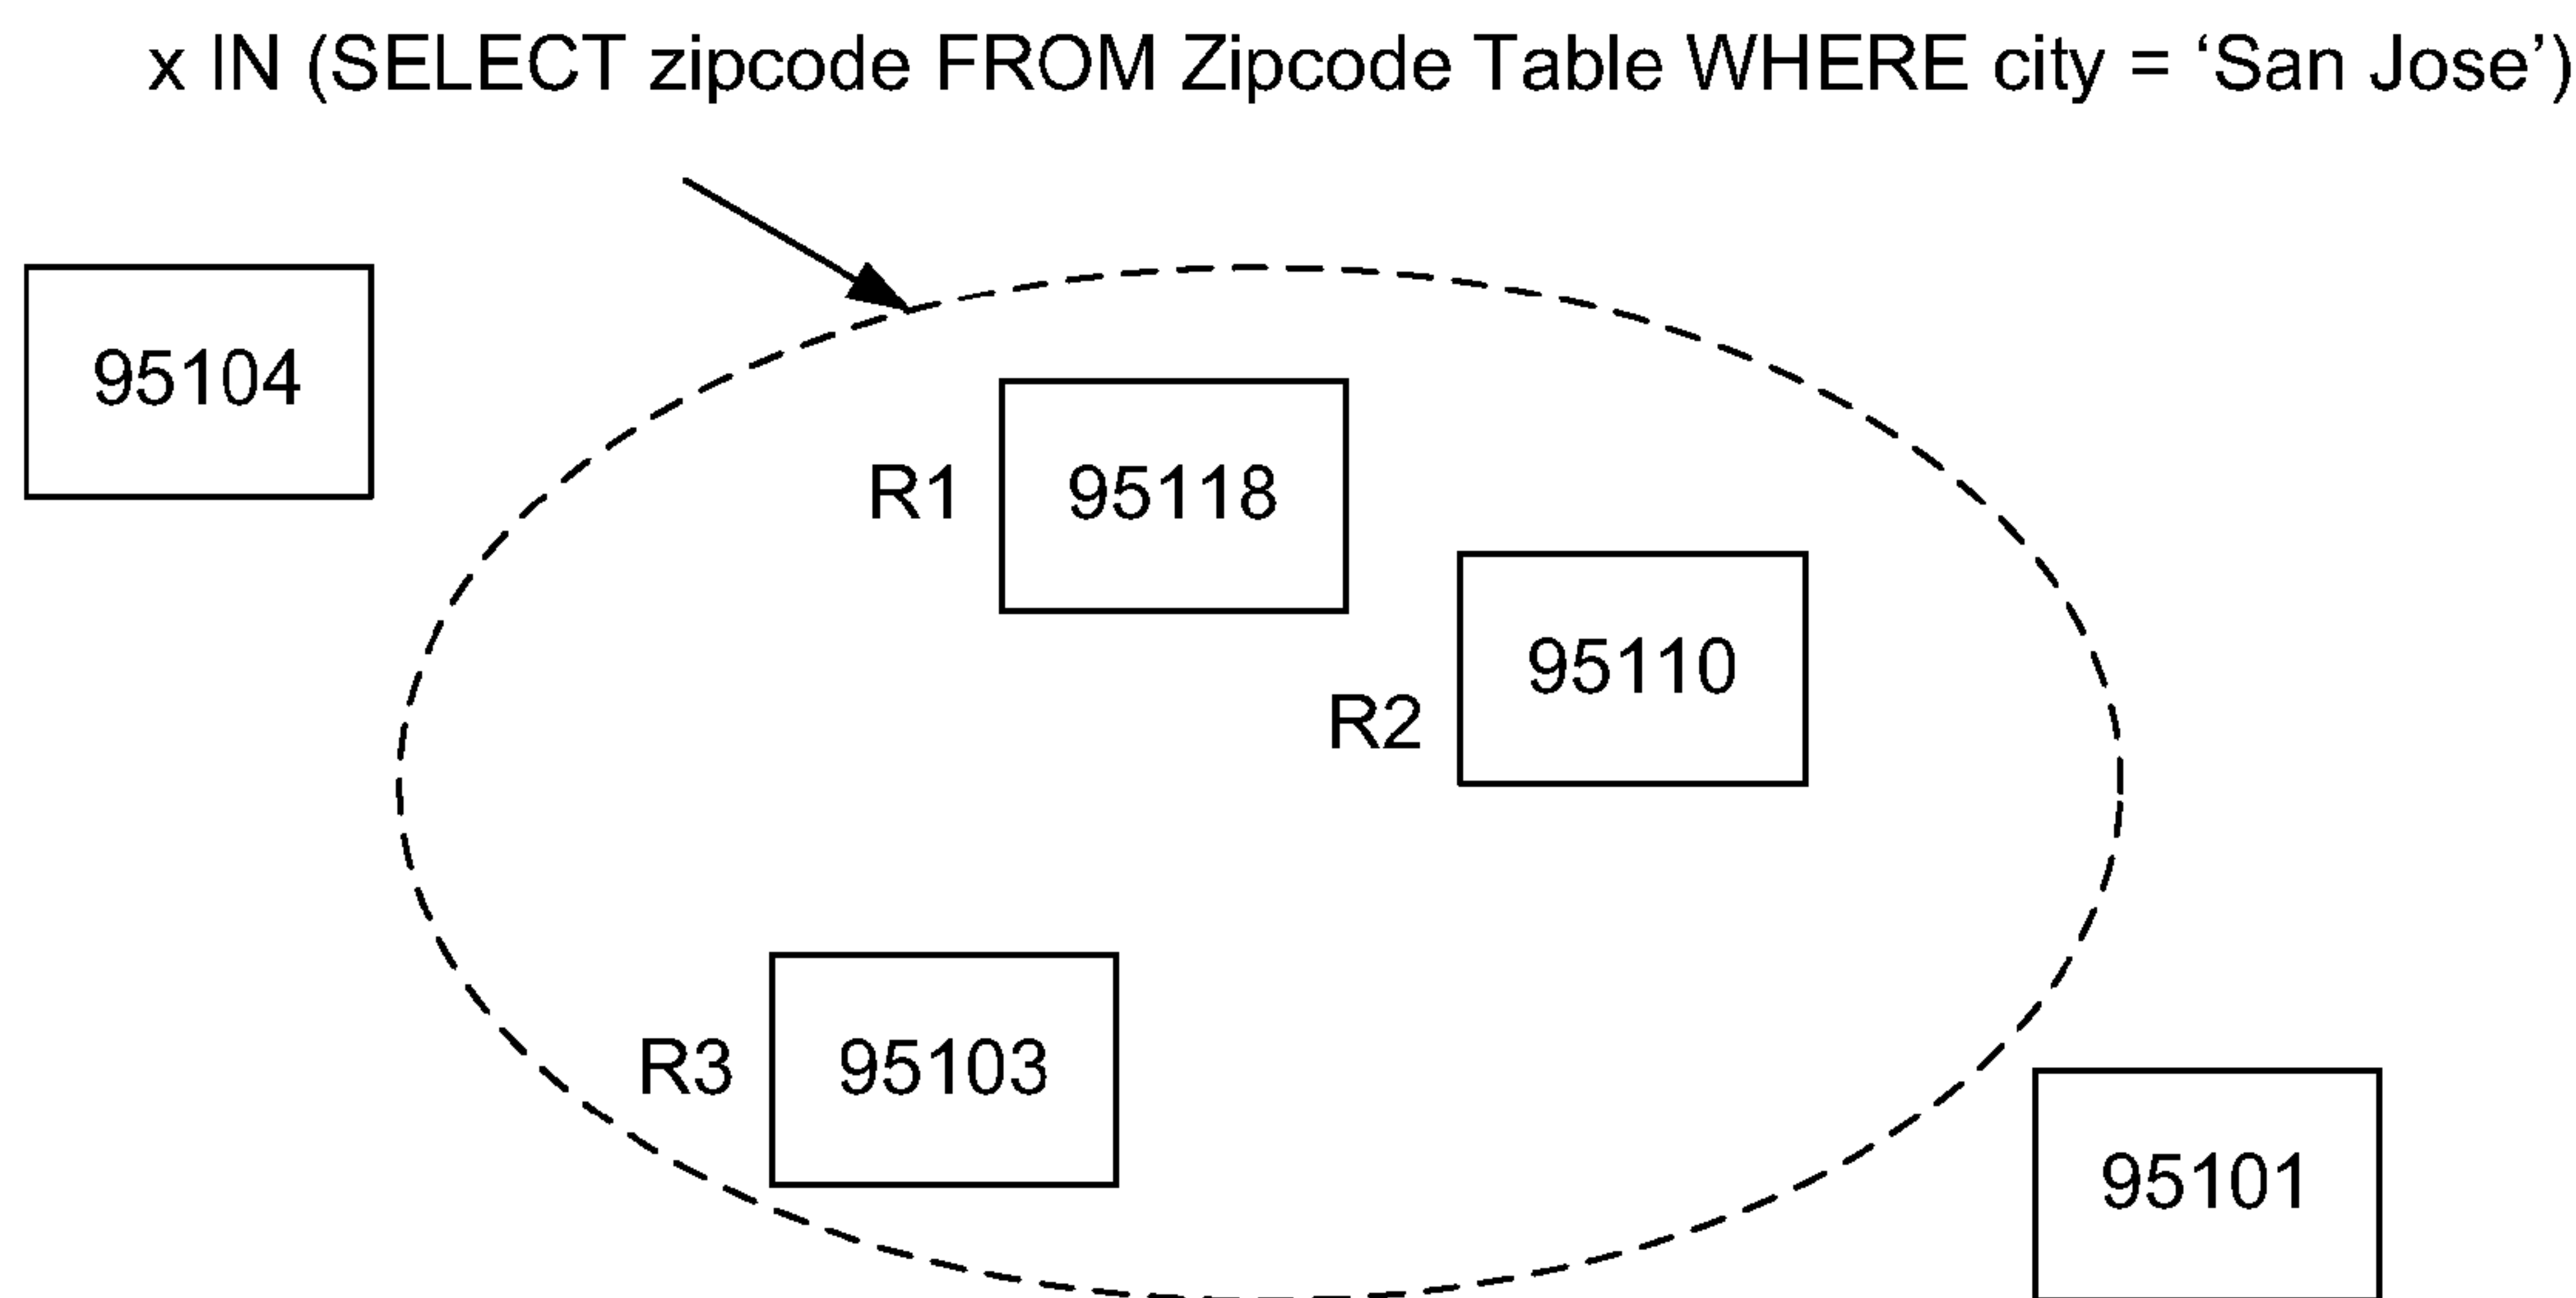 x IN (SELECT zipcode FROM Zipcode Table WHERE city = ‘San Jose’)
95104
R1 95118
R2 95110
R3 95103
95101